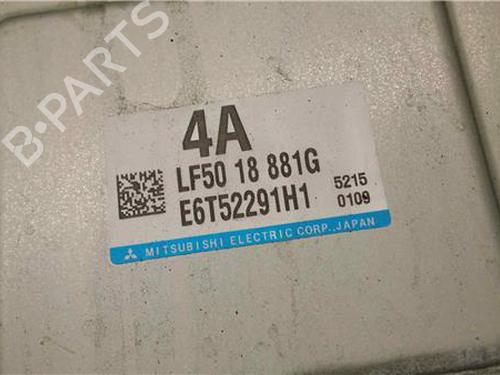 B-PARTS
4A
LF50 18 881G
E6T52291H1
5215
0109
MITSUBISHI ELECTRIC CORP., JAPAN